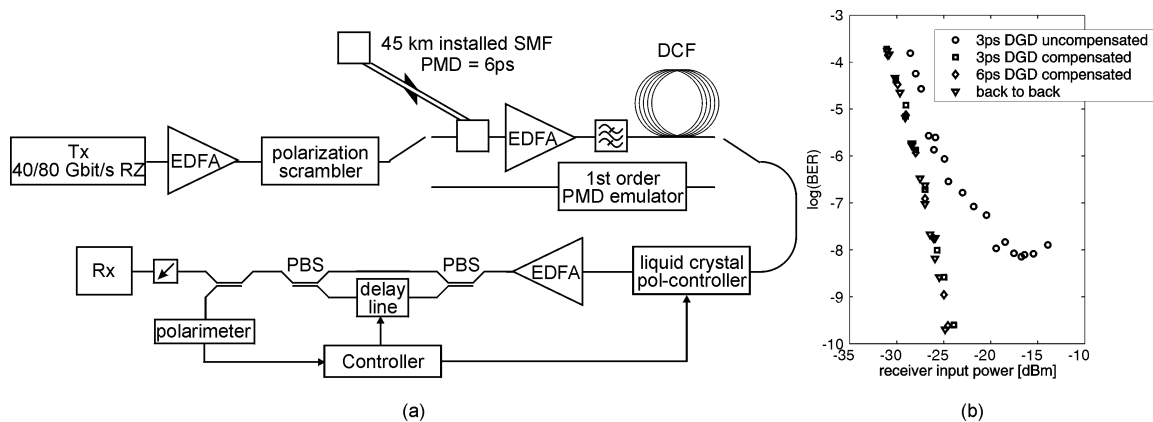 45 km installed SMF
PMD = 6ps
DCF
Tx
40/80 Gbit/s RZ
EDFA
polarization
scrambler
EDFA
1st order
PMD emulator
Rx
PBS
delay
line
PBS
EDFA
liquid crystal
pol-controller
polarimeter
Controller
(a)
-3
-4
-5
-6
-7
-8
-9
-10
log(BER)
3ps DGD uncompensated
3ps DGD compensated
6ps DGD compensated
back to back
-35
-30
-25
-20
-15
-10
receiver input power [dBm]
(b)